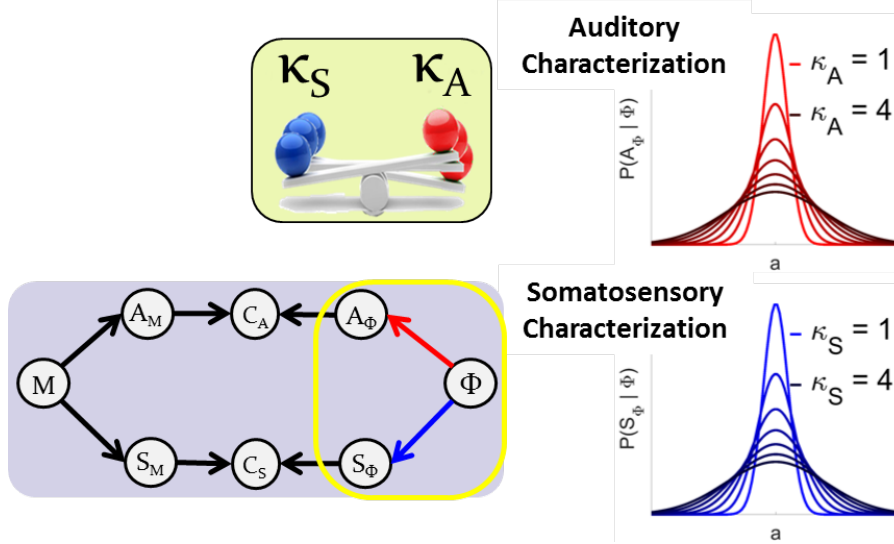 κS κA
Auditory
Characterization
κA = 1
κA = 4
P(AΦ | Φ)
a
AM CA AΦ
M Φ
SM CS SΦ
Somatosensory
Characterization
κS = 1
κS = 4
P(SΦ | Φ)
a